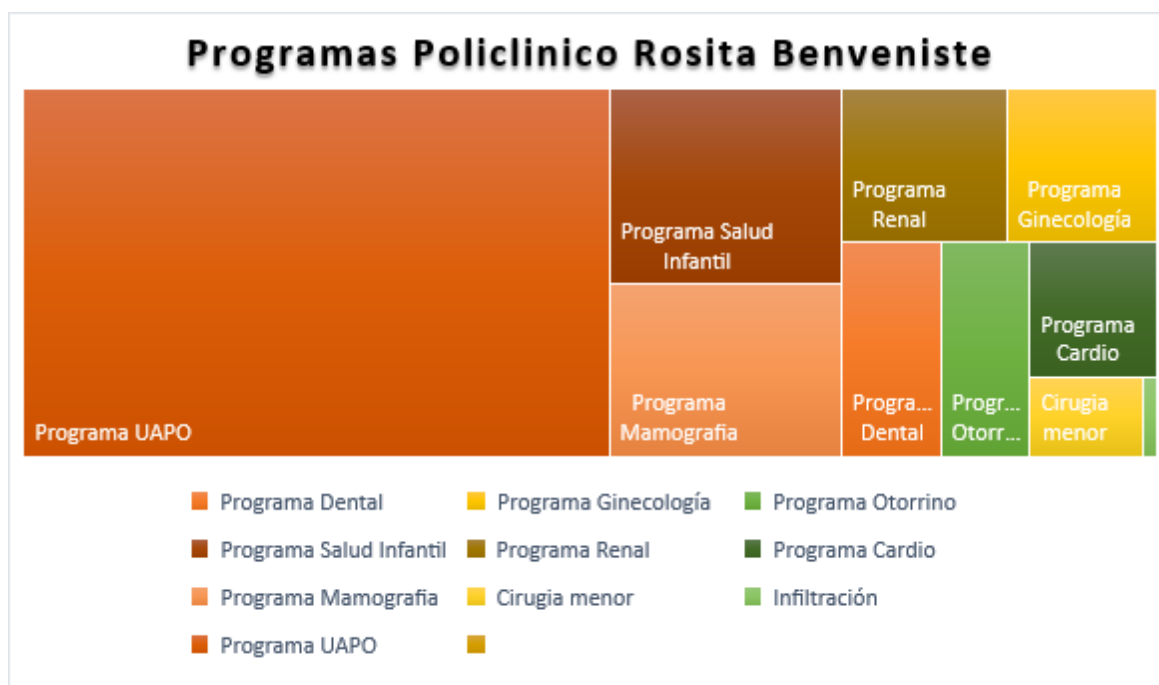 Programas Policlinico Rosita Benveniste
Programa UAPO
Programa Salud
Infantil
Programa
Mamografia
Programa
Renal
Programa
Ginecología
Progra...
Dental
Progr...
Otorr...
Programa
Cardio
Cirugia
menor
Programa Dental
Programa Ginecología
Programa Otorrino
Programa Salud Infantil
Programa Renal
Programa Cardio
Programa Mamografia
Cirugia menor
Infiltración
Programa UAPO